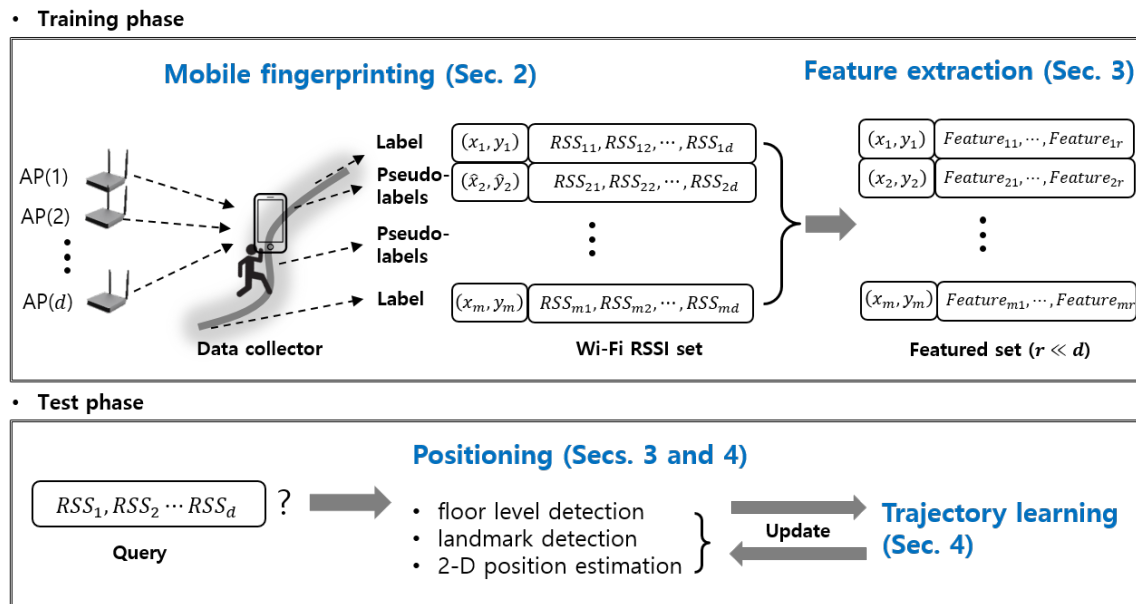 • Training phase
Mobile fingerprinting (Sec. 2)
Feature extraction (Sec. 3)
AP(1)
AP(2)
⋮
AP(d)
Data collector
Label
Pseudo-
labels
Pseudo-
labels
Label
(x₁, y₁) RSS₁₁, RSS₁₂, ⋯, RSS₁d
(x̂₂, ŷ₂) RSS₂₁, RSS₂₂, ⋯, RSS₂d
⋮
(xₘ, yₘ) RSSₘ₁, RSSₘ₂, ⋯, RSSₘd
Wi-Fi RSSI set
(x₁, y₁) Feature₁₁, ⋯, Feature₁ᵣ
(x₂, y₂) Feature₂₁, ⋯, Feature₂ᵣ
⋮
(xₘ, yₘ) Featureₘ₁, ⋯, Featureₘᵣ
Featured set (r ≪ d)
• Test phase
Positioning (Secs. 3 and 4)
RSS₁, RSS₂ ⋯ RSSd ?
Query
• floor level detection
• landmark detection
• 2-D position estimation
Update
Trajectory learning
(Sec. 4)